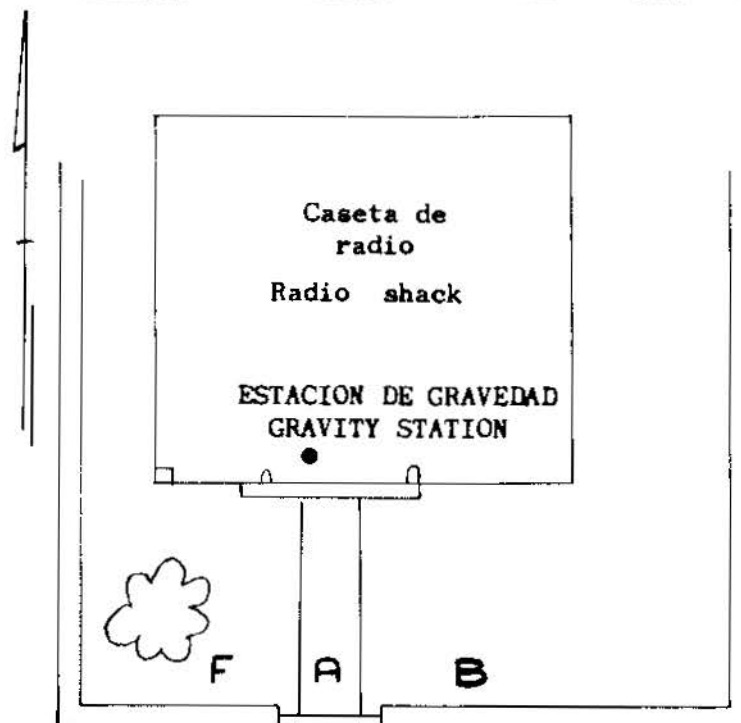 Caseta de
radio
Radio shack
ESTACION DE GRAVEDAD
GRAVITY STATION
F A B